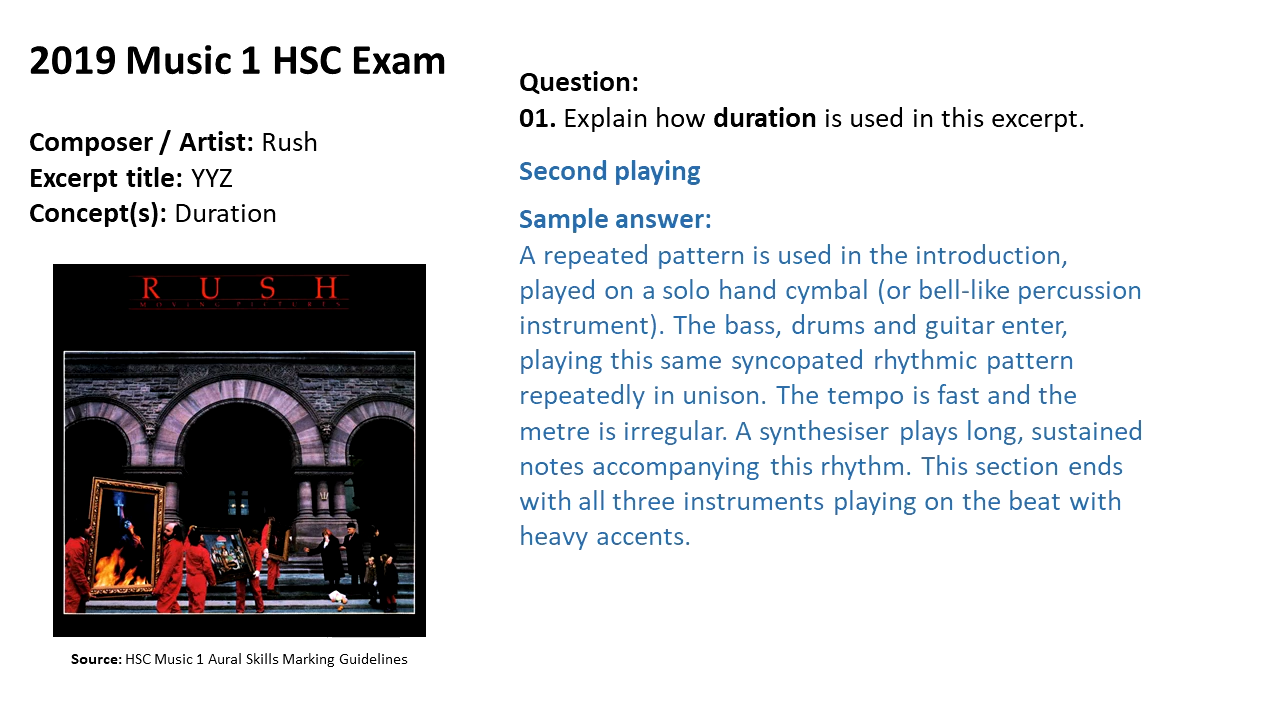 2019 Music 1 HSC Exam
Composer / Artist: Rush
Excerpt title: YYZ
Concept(s): Duration
RUSH
MOVING PICTURES
Source: HSC Music 1 Aural Skills Marking Guidelines
Question:
01. Explain how duration is used in this excerpt.
Second playing
Sample answer:
A repeated pattern is used in the introduction,
played on a solo hand cymbal (or bell-like percussion
instrument). The bass, drums and guitar enter,
playing this same syncopated rhythmic pattern
repeatedly in unison. The tempo is fast and the
metre is irregular. A synthesiser plays long, sustained
notes accompanying this rhythm. This section ends
with all three instruments playing on the beat with
heavy accents.